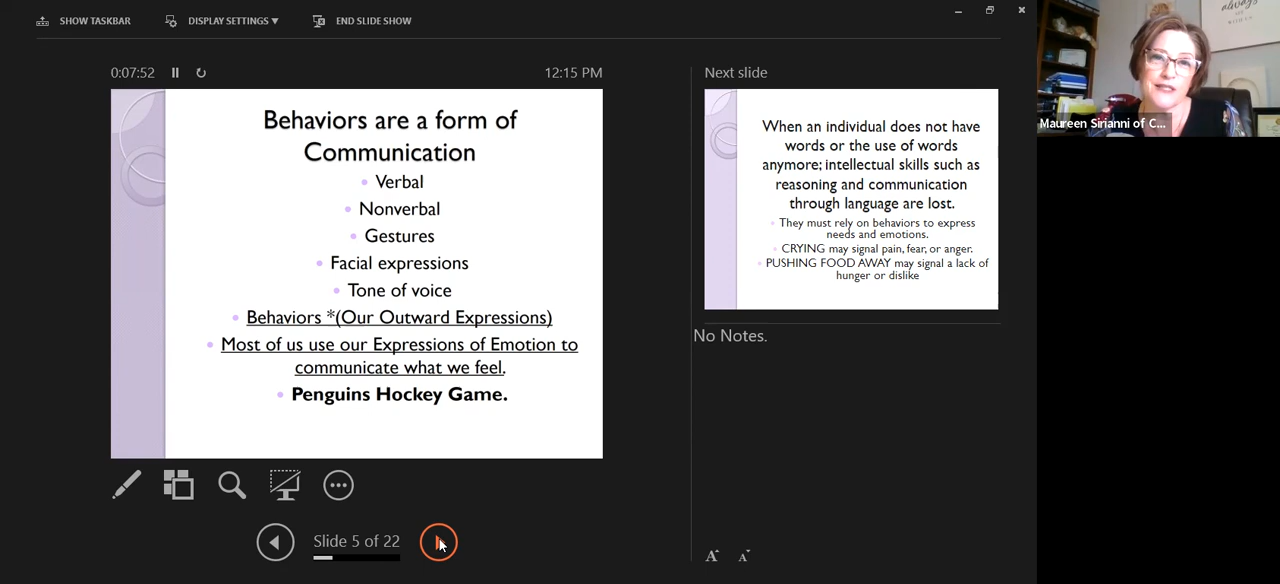 SHOW TASKBAR
DISPLAY SETTINGS ▼
END SLIDE SHOW
0:07:52
12:15 PM
Behaviors are a form of
Communication
• Verbal
• Nonverbal
• Gestures
• Facial expressions
• Tone of voice
• Behaviors *(Our Outward Expressions)
• Most of us use our Expressions of Emotion to
communicate what we feel.
• Penguins Hockey Game.
Slide 5 of 22
Next slide
When an individual does not have
words or the use of words
anymore; intellectual skills such as
reasoning and communication
through language are lost.
• They must rely on behaviors to express
needs and emotions.
• CRYING may signal pain, fear, or anger.
• PUSHING FOOD AWAY may signal a lack of
hunger or dislike
No Notes.
A A
always
Maureen Sirianni of C...